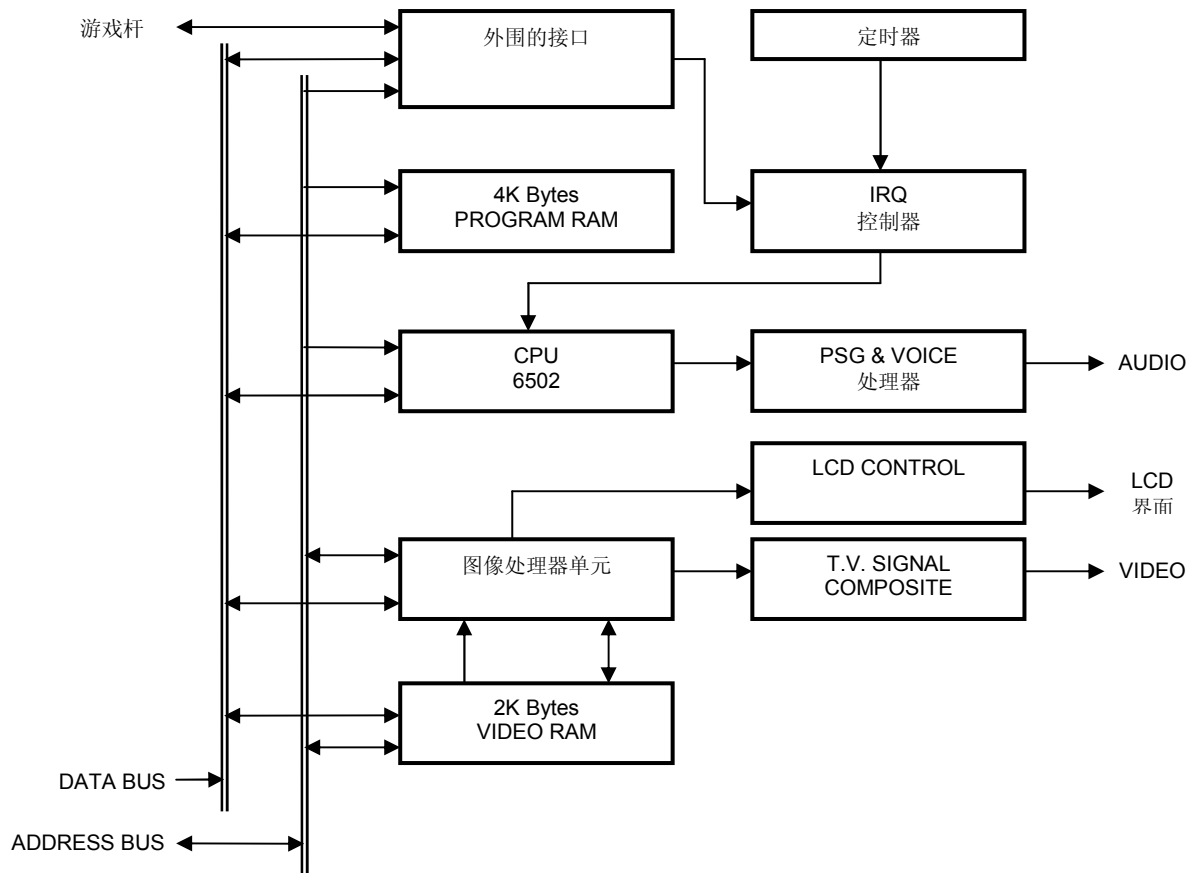 游戏杆
外围的接口
定时器
4K Bytes
PROGRAM RAM
IRQ
控制器
CPU
6502
PSG & VOICE
处理器
AUDIO
LCD CONTROL
LCD
界面
图像处理器单元
T.V. SIGNAL
COMPOSITE
VIDEO
2K Bytes
VIDEO RAM
DATA BUS
ADDRESS BUS